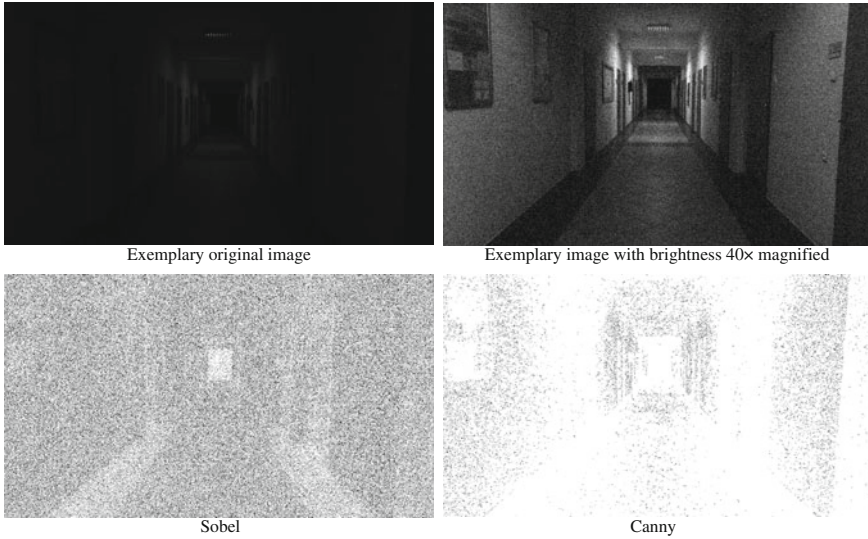 Exemplary original image
Exemplary image with brightness 40× magnified
Sobel
Canny